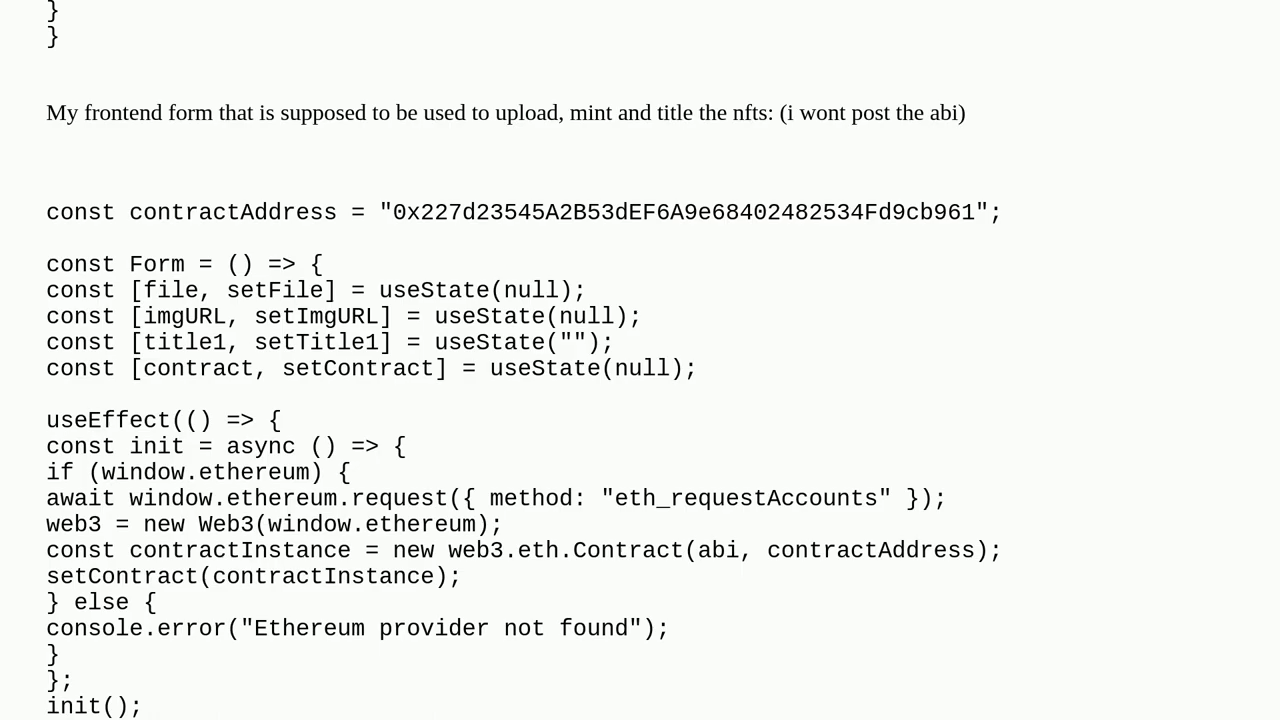 }
}
My frontend form that is supposed to be used to upload, mint and title the nfts: (i wont post the abi)
const contractAddress = "0x227d23545A2B53dEF6A9e68402482534Fd9cb961";
const Form = () => {
const [file, setFile] = useState(null);
const [imgURL, setImgURL] = useState(null);
const [title1, setTitle1] = useState("");
const [contract, setContract] = useState(null);
useEffect(() => {
const init = async () => {
if (window.ethereum) {
await window.ethereum.request({ method: "eth_requestAccounts" });
web3 = new Web3(window.ethereum);
const contractInstance = new web3.eth.Contract(abi, contractAddress);
setContract(contractInstance);
} else {
console.error("Ethereum provider not found");
}
};
init();